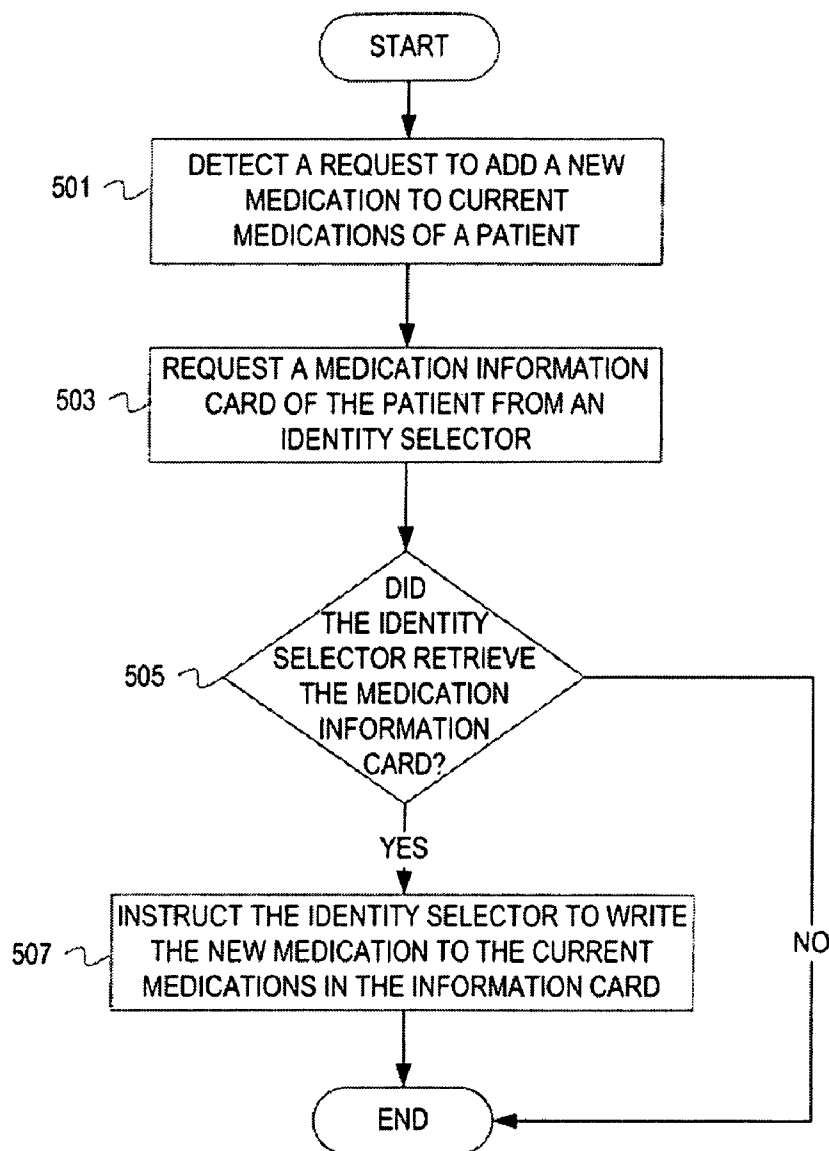 START
501
DETECT A REQUEST TO ADD A NEW
MEDICATION TO CURRENT
MEDICATIONS OF A PATIENT
503
REQUEST A MEDICATION INFORMATION
CARD OF THE PATIENT FROM AN
IDENTITY SELECTOR
505
DID
THE IDENTITY
SELECTOR RETRIEVE
THE MEDICATION
INFORMATION
CARD?
YES
NO
507
INSTRUCT THE IDENTITY SELECTOR TO WRITE
THE NEW MEDICATION TO THE CURRENT
MEDICATIONS IN THE INFORMATION CARD
END